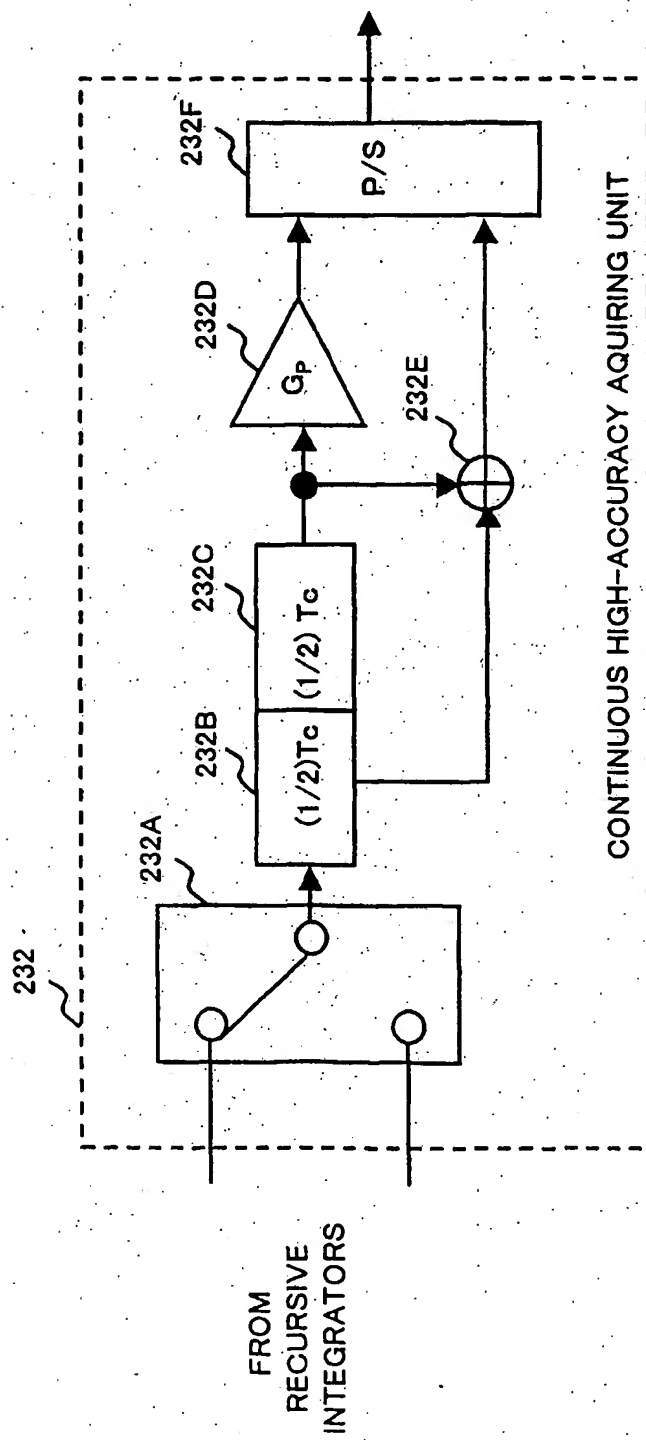 232
232A
232B
232C
232D
232E
232F
(1/2)Tc
(1/2) Tc
GP
P/S
FROM
RECURSIVE
INTEGRATORS
CONTINUOUS HIGH-ACCURACY AQUIRING UNIT